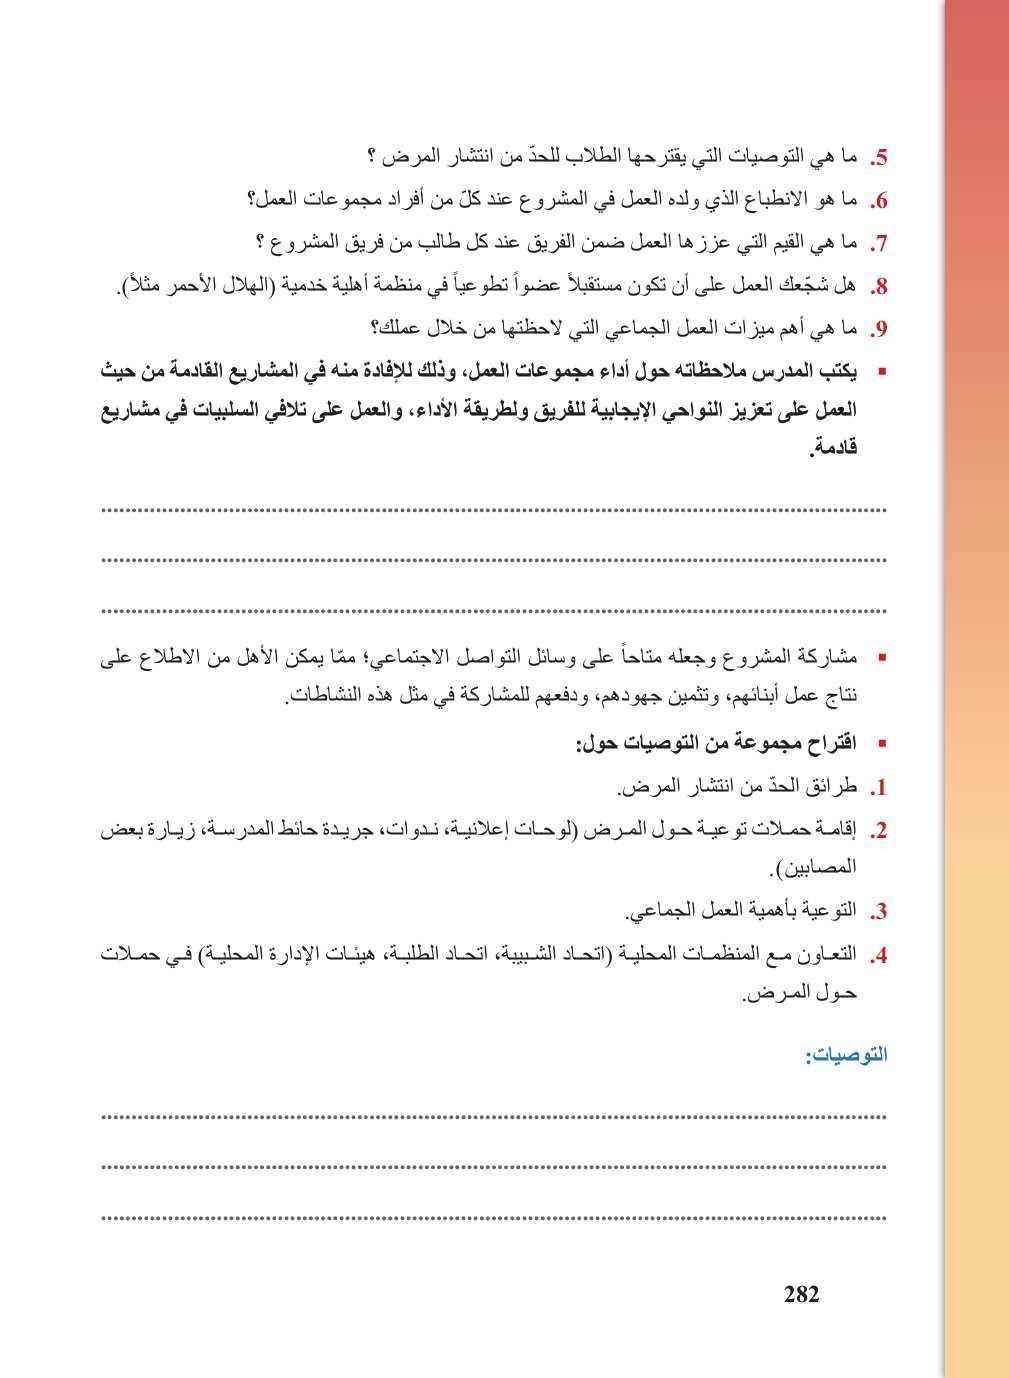 5. ما هي التوصيات التي يقترحها الطلاب للحدّ من انتشار المرض ؟
6. ما هو الانطباع الذي ولده العمل في المشروع عند كلّ من أفراد مجموعات العمل؟
7. ما هي القيم التي عززها العمل ضمن الفريق عند كل طالب من فريق المشروع ؟
8. هل شجّعك العمل على أن تكون مستقبلاً عضواً تطوعياً في منظمة أهلية خدمية (الهلال الأحمر مثلاً).
9. ما هي أهم ميزات العمل الجماعي التي لاحظتها من خلال عملك؟
▪ يكتب المدرس ملاحظاته حول أداء مجموعات العمل، وذلك للإفادة منه في المشاريع القادمة من حيث
العمل على تعزيز النواحي الإيجابية للفريق ولطريقة الأداء، والعمل على تلافي السلبيات في مشاريع
قادمة.
▪ مشاركة المشروع وجعله متاحاً على وسائل التواصل الاجتماعي؛ ممّا يمكن الأهل من الاطلاع على
نتاج عمل أبنائهم، وتثمين جهودهم، ودفعهم للمشاركة في مثل هذه النشاطات.
▪ اقتراح مجموعة من التوصيات حول:
1. طرائق الحدّ من انتشار المرض.
2. إقامة حملات توعية حول المرض (لوحات إعلانية، ندوات، جريدة حائط المدرسة، زيارة بعض
المصابين).
3. التوعية بأهمية العمل الجماعي.
4. التعاون مع المنظمات المحلية (اتحاد الشبيبة، اتحاد الطلبة، هيئات الإدارة المحلية) في حملات
حول المرض.
التوصيات:
282